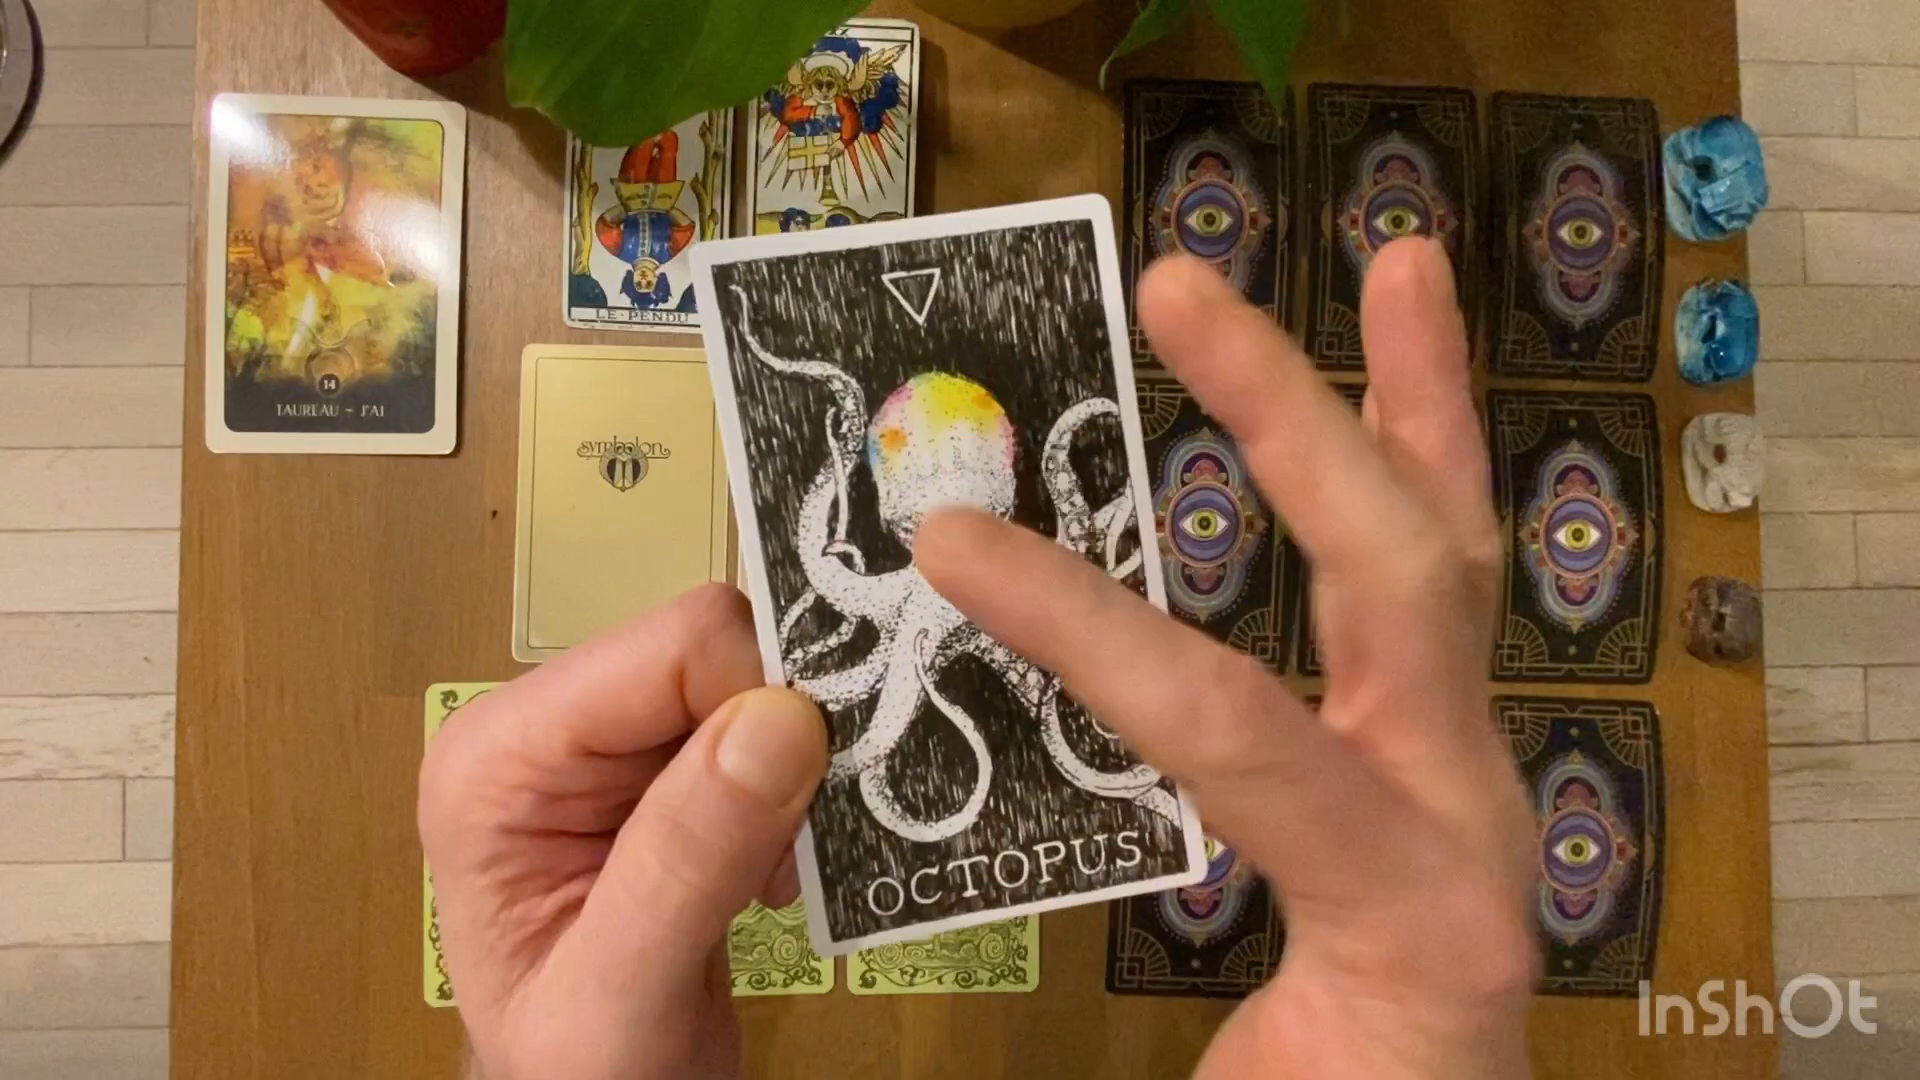 LE·PENDU
14
TAUREAU ~ J'AI
symbolon
OCTOPUS
InShOt